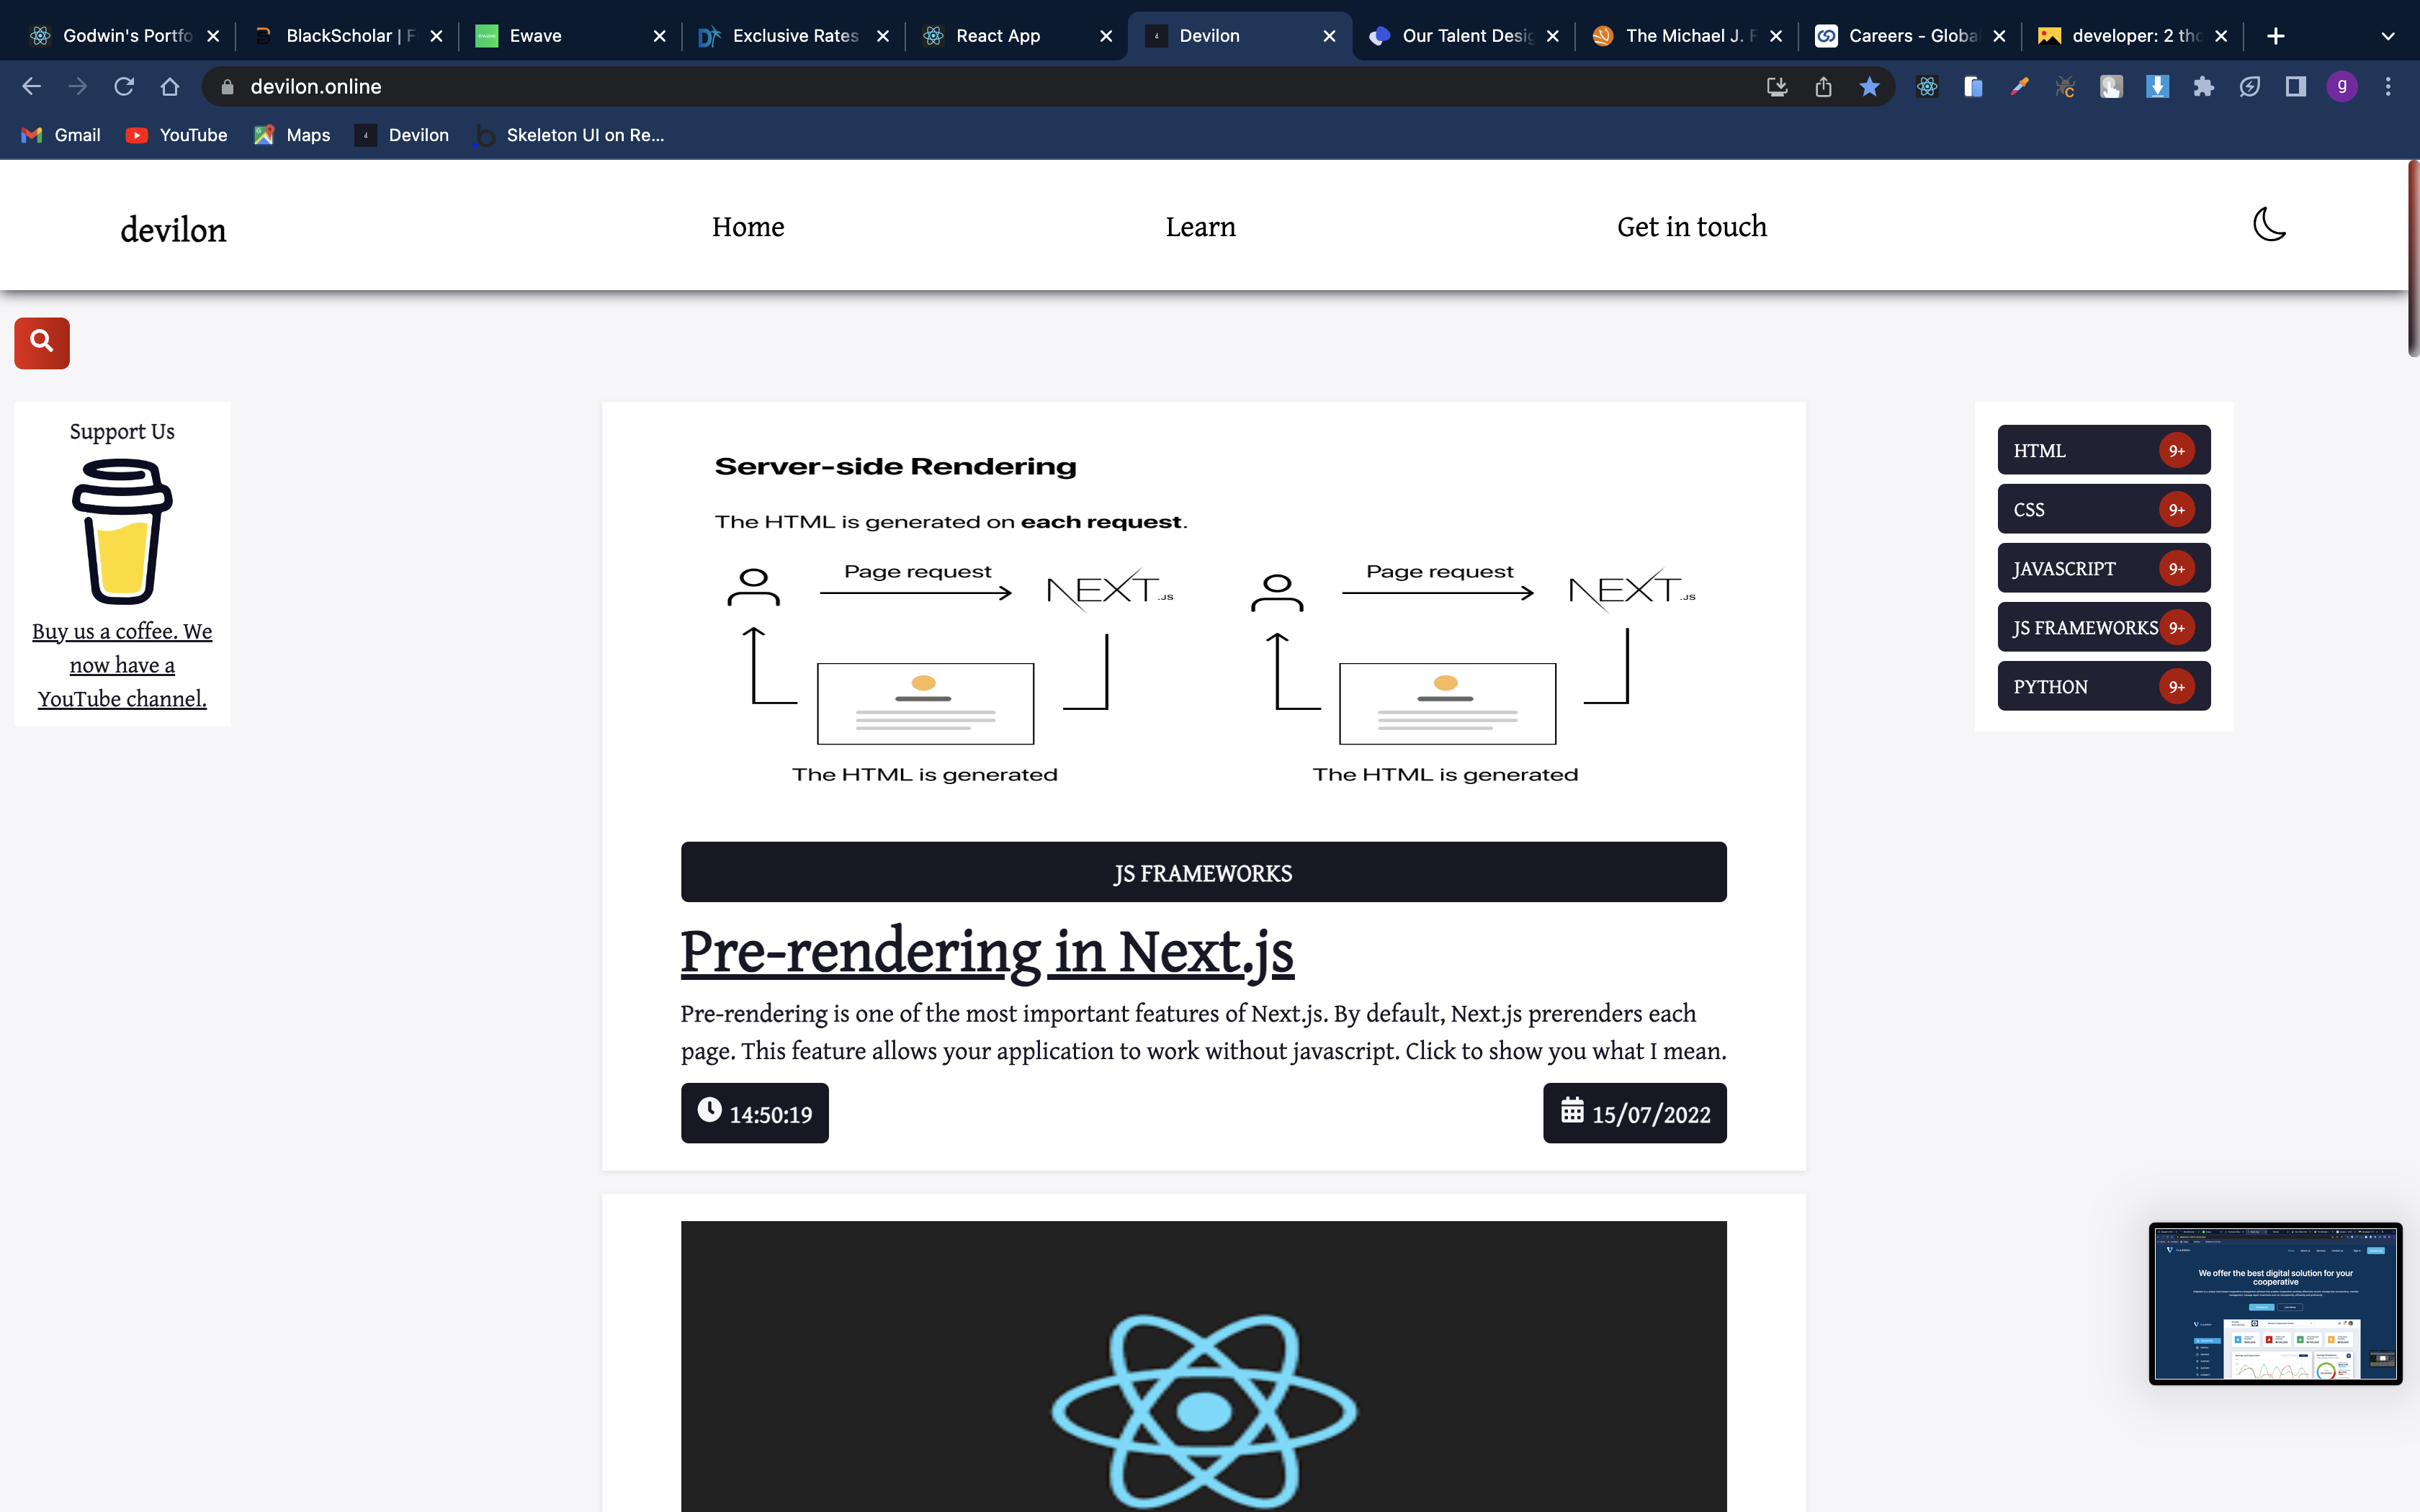 Godwin's Portfo
BlackScholar | F
Ewave
Exclusive Rates
React App
Devilon
Our Talent Desig
The Michael J. F
Careers - Globa
developer: 2 tho
devilon.online
g
Gmail
YouTube
Maps
Devilon
Skeleton UI on Re...
devilon
Home
Learn
Get in touch
Support Us
Buy us a coffee. We
now have a
YouTube channel.
Server-side Rendering
The HTML is generated on each request.
Page request
NEXT.JS
Page request
NEXT.JS
The HTML is generated
The HTML is generated
JS FRAMEWORKS
Pre-rendering in Next.js
Pre-rendering is one of the most important features of Next.js. By default, Next.js prerenders each
page. This feature allows your application to work without javascript. Click to show you what I mean.
14:50:19
15/07/2022
HTML 9+
CSS 9+
JAVASCRIPT 9+
JS FRAMEWORKS 9+
PYTHON 9+
We offer the best digital solution for your
cooperative